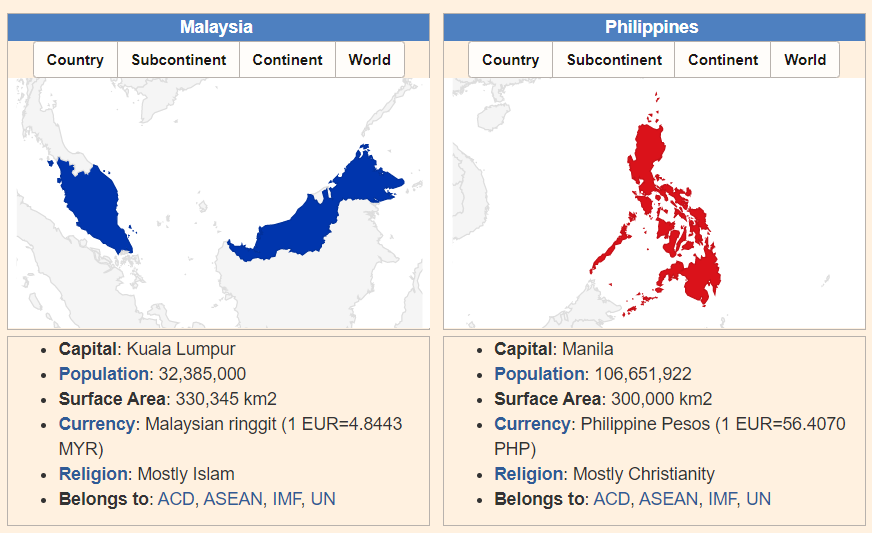 Malaysia
Country Subcontinent Continent World
Capital: Kuala Lumpur
Population: 32,385,000
Surface Area: 330,345 km2
Currency: Malaysian ringgit (1 EUR=4.8443
MYR)
Religion: Mostly Islam
Belongs to: ACD, ASEAN, IMF, UN
Philippines
Country Subcontinent Continent World
Capital: Manila
Population: 106,651,922
Surface Area: 300,000 km2
Currency: Philippine Pesos (1 EUR=56.4070
PHP)
Religion: Mostly Christianity
Belongs to: ACD, ASEAN, IMF, UN